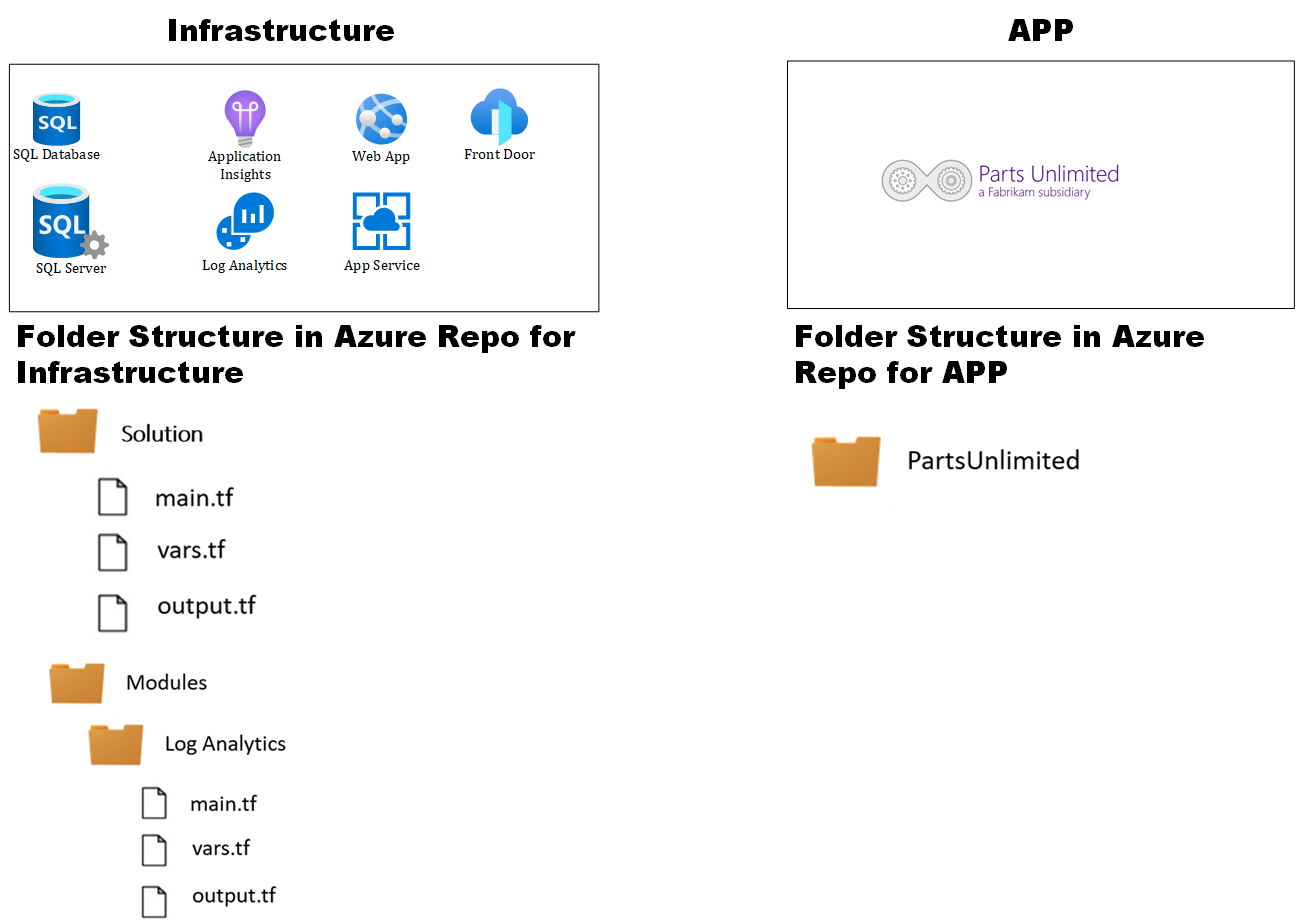 Infrastructure
SQL
SQL Database
Application
Insights
Web App
Front Door
SQL
SQL Server
Log Analytics
App Service
Folder Structure in Azure Repo for
Infrastructure
Solution
main.tf
vars.tf
output.tf
Modules
Log Analytics
main.tf
vars.tf
output.tf
APP
Parts Unlimited
a Fabrikam subsidiary
Folder Structure in Azure
Repo for APP
PartsUnlimited